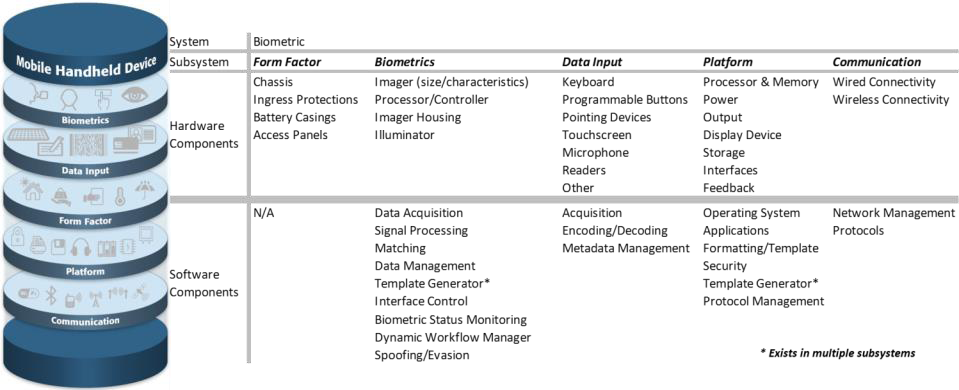 Mobile Handheld Device
Biometrics
Data Input
Form Factor
Platform
Communication
System Biometric
Subsystem Form Factor Biometrics Data Input Platform Communication
Hardware Components
Chassis
Ingress Protections
Battery Casings
Access Panels
Imager (size/characteristics)
Processor/Controller
Imager Housing
Illuminator
Keyboard
Programmable Buttons
Pointing Devices
Touchscreen
Microphone
Readers
Other
Processor & Memory
Power
Output
Display Device
Storage
Interfaces
Feedback
Wired Connectivity
Wireless Connectivity
Software Components
N/A
Data Acquisition
Signal Processing
Matching
Data Management
Template Generator*
Interface Control
Biometric Status Monitoring
Dynamic Workflow Manager
Spoofing/Evasion
Acquisition
Encoding/Decoding
Metadata Management
Operating System
Applications
Formatting/Template
Security
Template Generator*
Protocol Management
Network Management
Protocols
* Exists in multiple subsystems